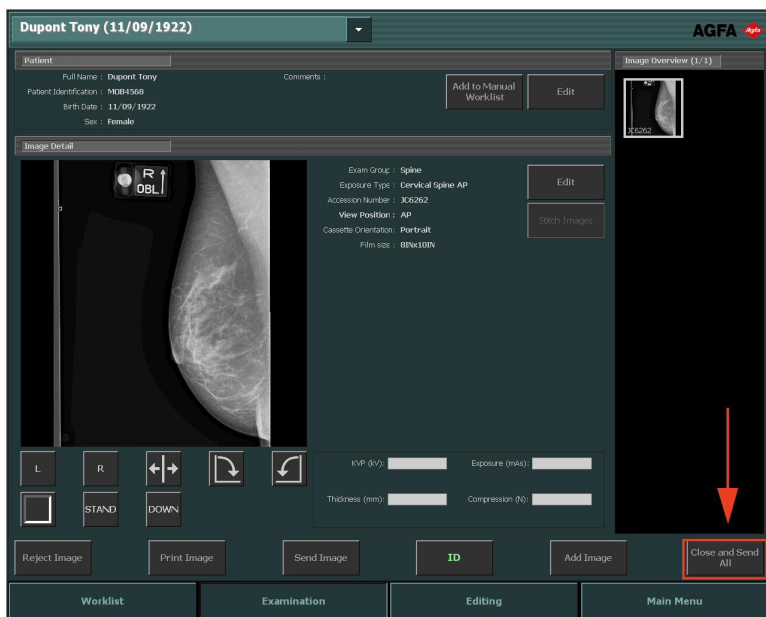 Dupont Tony (11/09/1922)
AGFA
Agfa
Patient
Full Name : Dupont Tony
Patient Identification : MOB4568
Birth Date : 11/09/1922
Sex : Female
Comments :
Add to Manual
Worklist
Edit
Image Overview (1/1)
JC6262
Image Detail
R
OBL
Exam Group : Spine
Exposure Type : Cervical Spine AP
Accession Number : JC6262
View Position : AP
Cassette Orientation: Portrait
Film size : 8INx10IN
Edit
Stitch Images
L
R
STAND
DOWN
KVP (kV):
Exposure (mAs):
Thickness (mm):
Compression (N):
Reject Image
Print Image
Send Image
ID
Add Image
Close and Send
All
Worklist
Examination
Editing
Main Menu